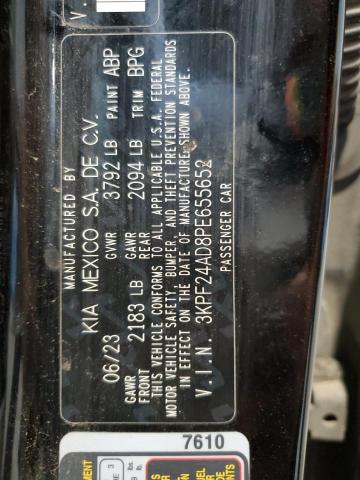 MANUFACTURED BY
KIA MEXICO S.A. DE C.V.
06/23 GVWR 3792 LB PAINT ABP
GAWR FRONT 2183 LB GAWR REAR 2094 LB TRIM BPG
THIS VEHICLE CONFORMS TO ALL APPLICABLE U.S.A. FEDERAL
MOTOR VEHICLE SAFETY, BUMPER, AND THEFT PREVENTION STANDARDS
IN EFFECT ON THE DATE OF MANUFACTURE SHOWN ABOVE.
V.I.N. 3KPF24AD8PE655652
PASSENGER CAR
7610